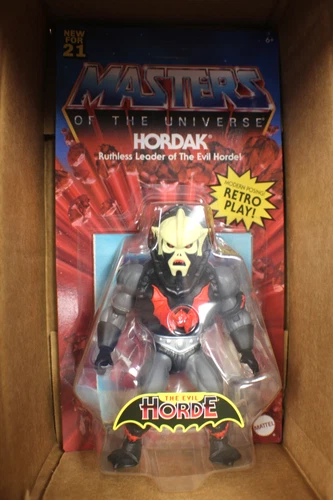 NEW
FOR
21
MASTERS
OF THE UNIVERSE
HORDAK
Ruthless Leader of The Evil Horde!
MODERN POSING!
RETRO
PLAY!
THE EVIL
HORDE
MATTEL